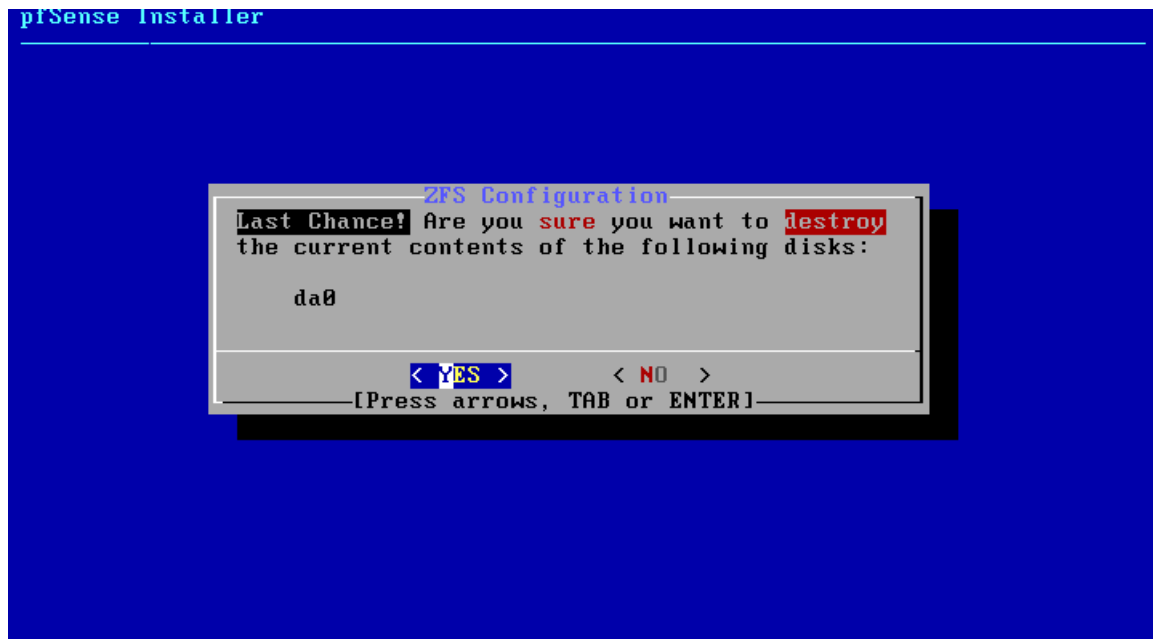 pfSense Installer
ZFS Configuration
Last Chance! Are you sure you want to destroy
the current contents of the following disks:
da0
< YES > < NO >
[Press arrows, TAB or ENTER]